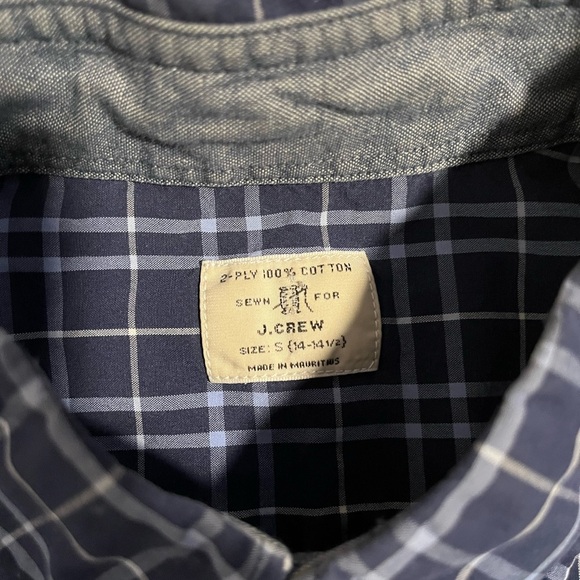 2-PLY 100% COTTON
SEWN FOR
J.CREW
SIZE: S {14-14 1/2}
MADE IN MAURITIUS